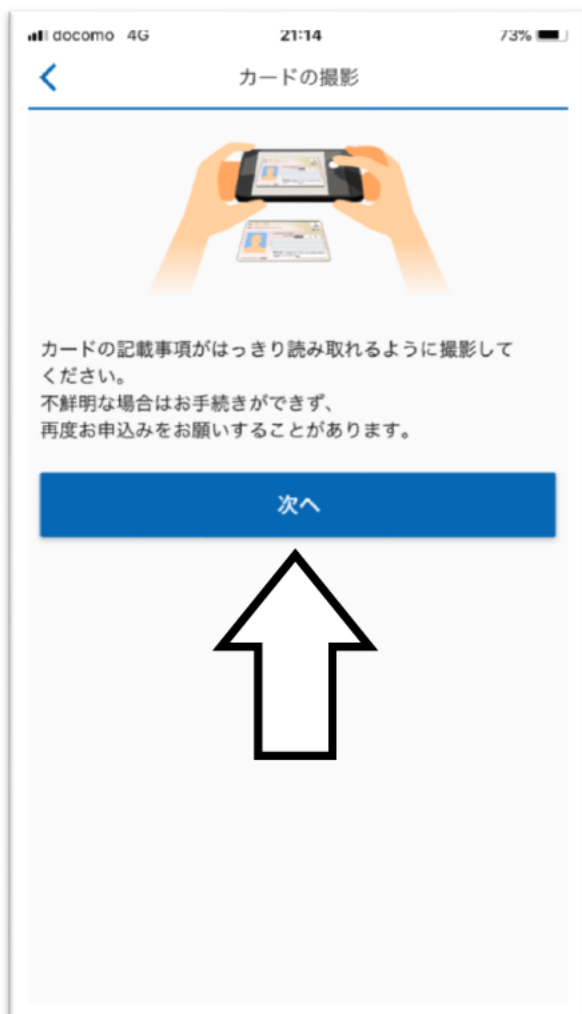 docomo 4G 21:14 73%
カードの撮影
カードの記載事項がはっきり読み取れるように撮影して
ください。
不鮮明な場合はお手続きができず、
再度お申込みをお願いすることがあります。
次へ